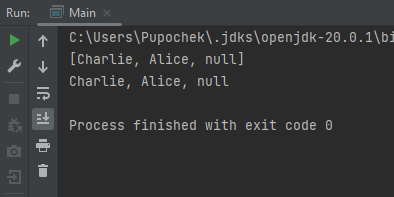 Run: Main
C:\Users\Pupochek\.jdks\openjdk-20.0.1\bi
[Charlie, Alice, null]
Charlie, Alice, null
Process finished with exit code 0